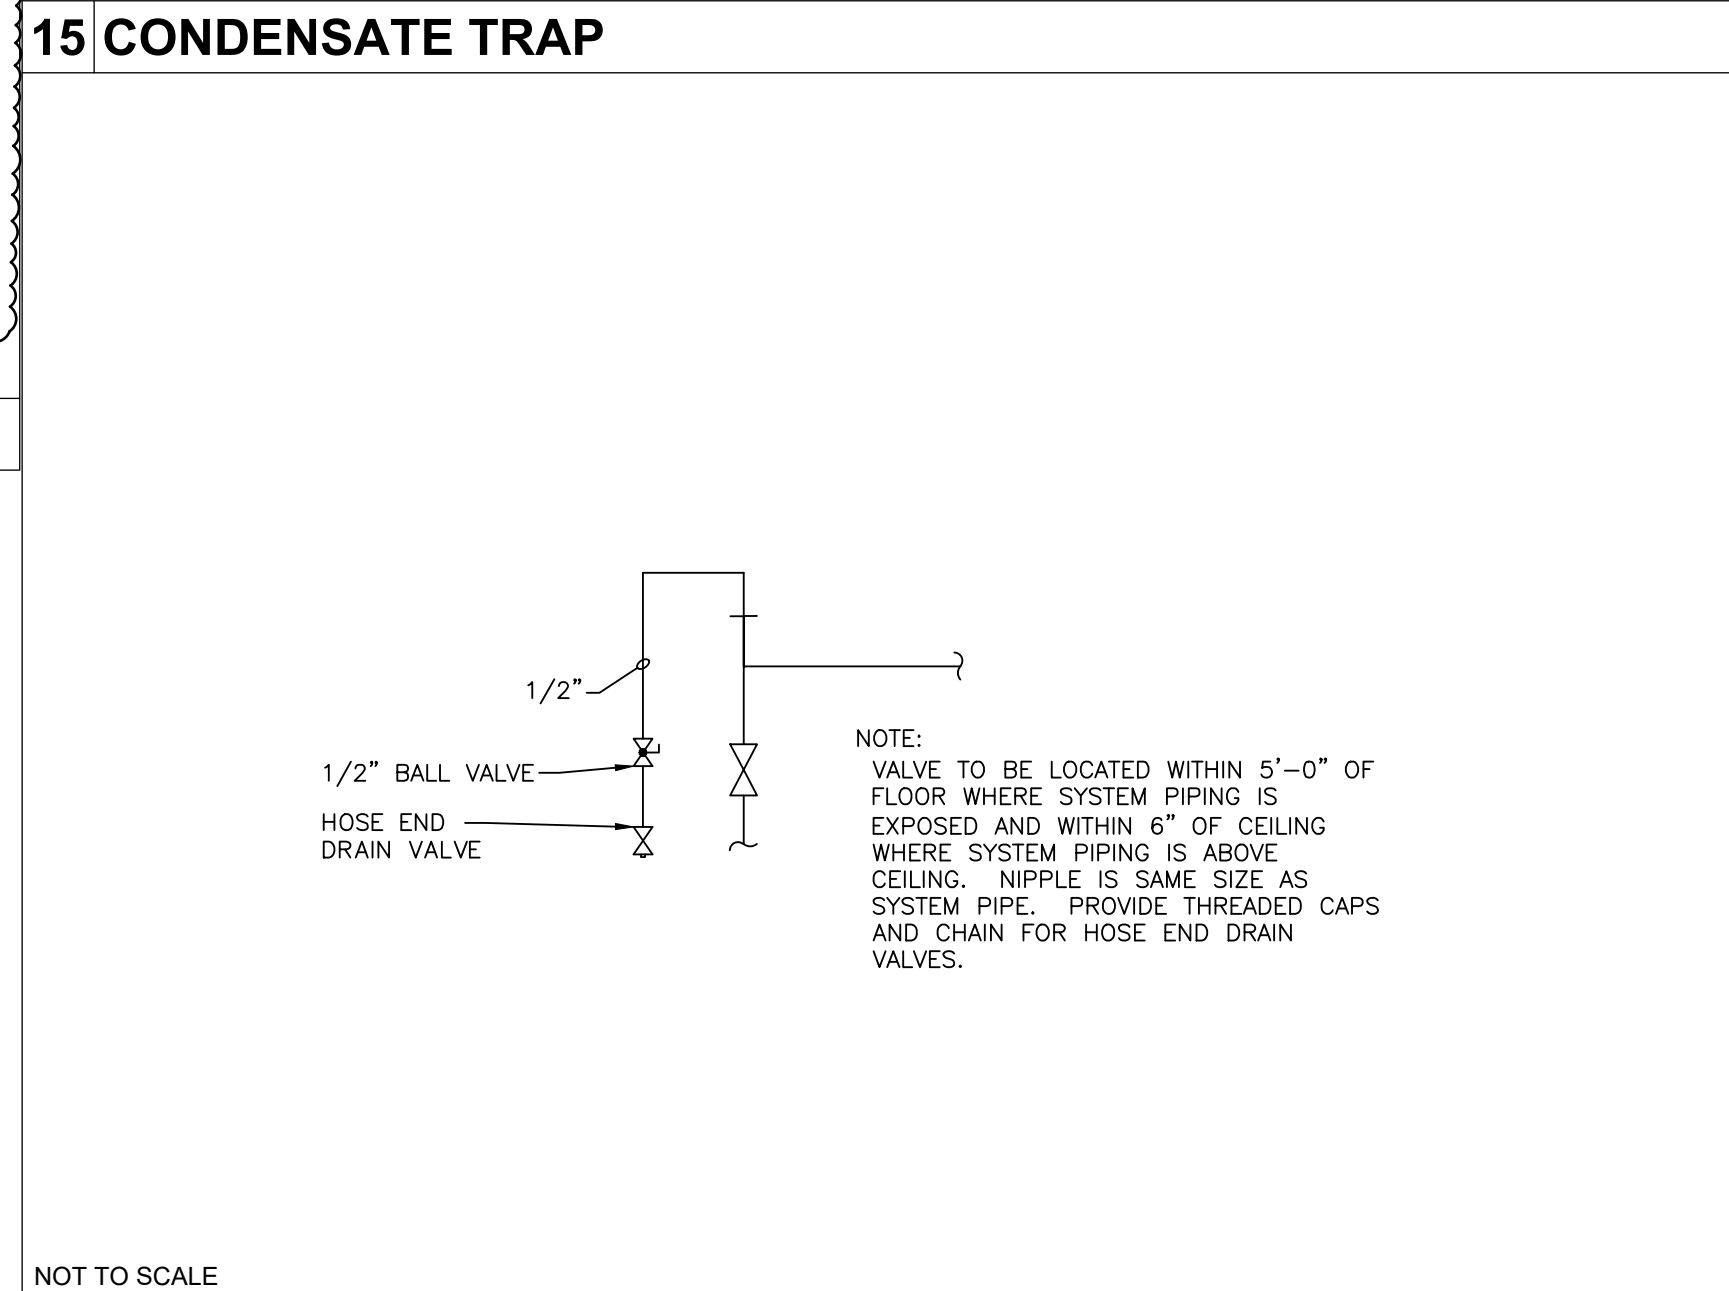 15 CONDENSATE TRAP
1/2"
1/2" BALL VALVE
HOSE END
DRAIN VALVE
NOTE:
VALVE TO BE LOCATED WITHIN 5'-0" OF
FLOOR WHERE SYSTEM PIPING IS
EXPOSED AND WITHIN 6" OF CEILING
WHERE SYSTEM PIPING IS ABOVE
CEILING. NIPPLE IS SAME SIZE AS
SYSTEM PIPE. PROVIDE THREADED CAPS
AND CHAIN FOR HOSE END DRAIN
VALVES.
NOT TO SCALE